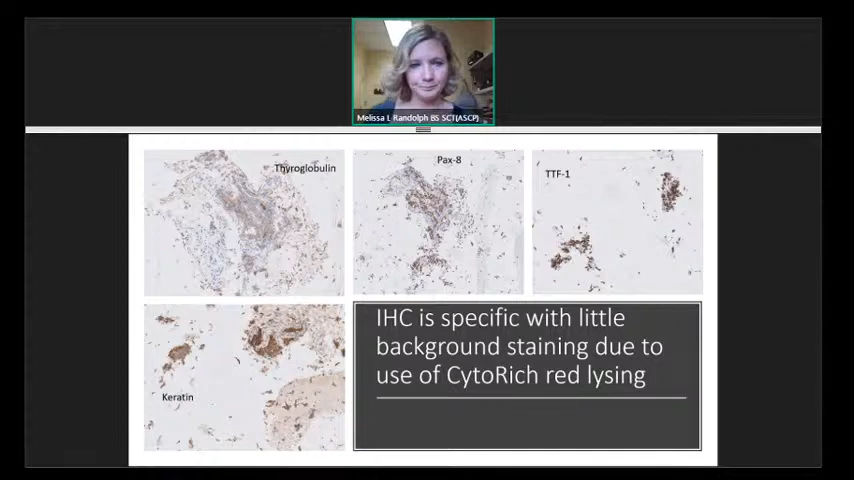 Melissa L Randolph BS SCT(ASCP)
Thyroglobulin
Pax-8
TTF-1
Keratin
IHC is specific with little
background staining due to
use of CytoRich red lysing